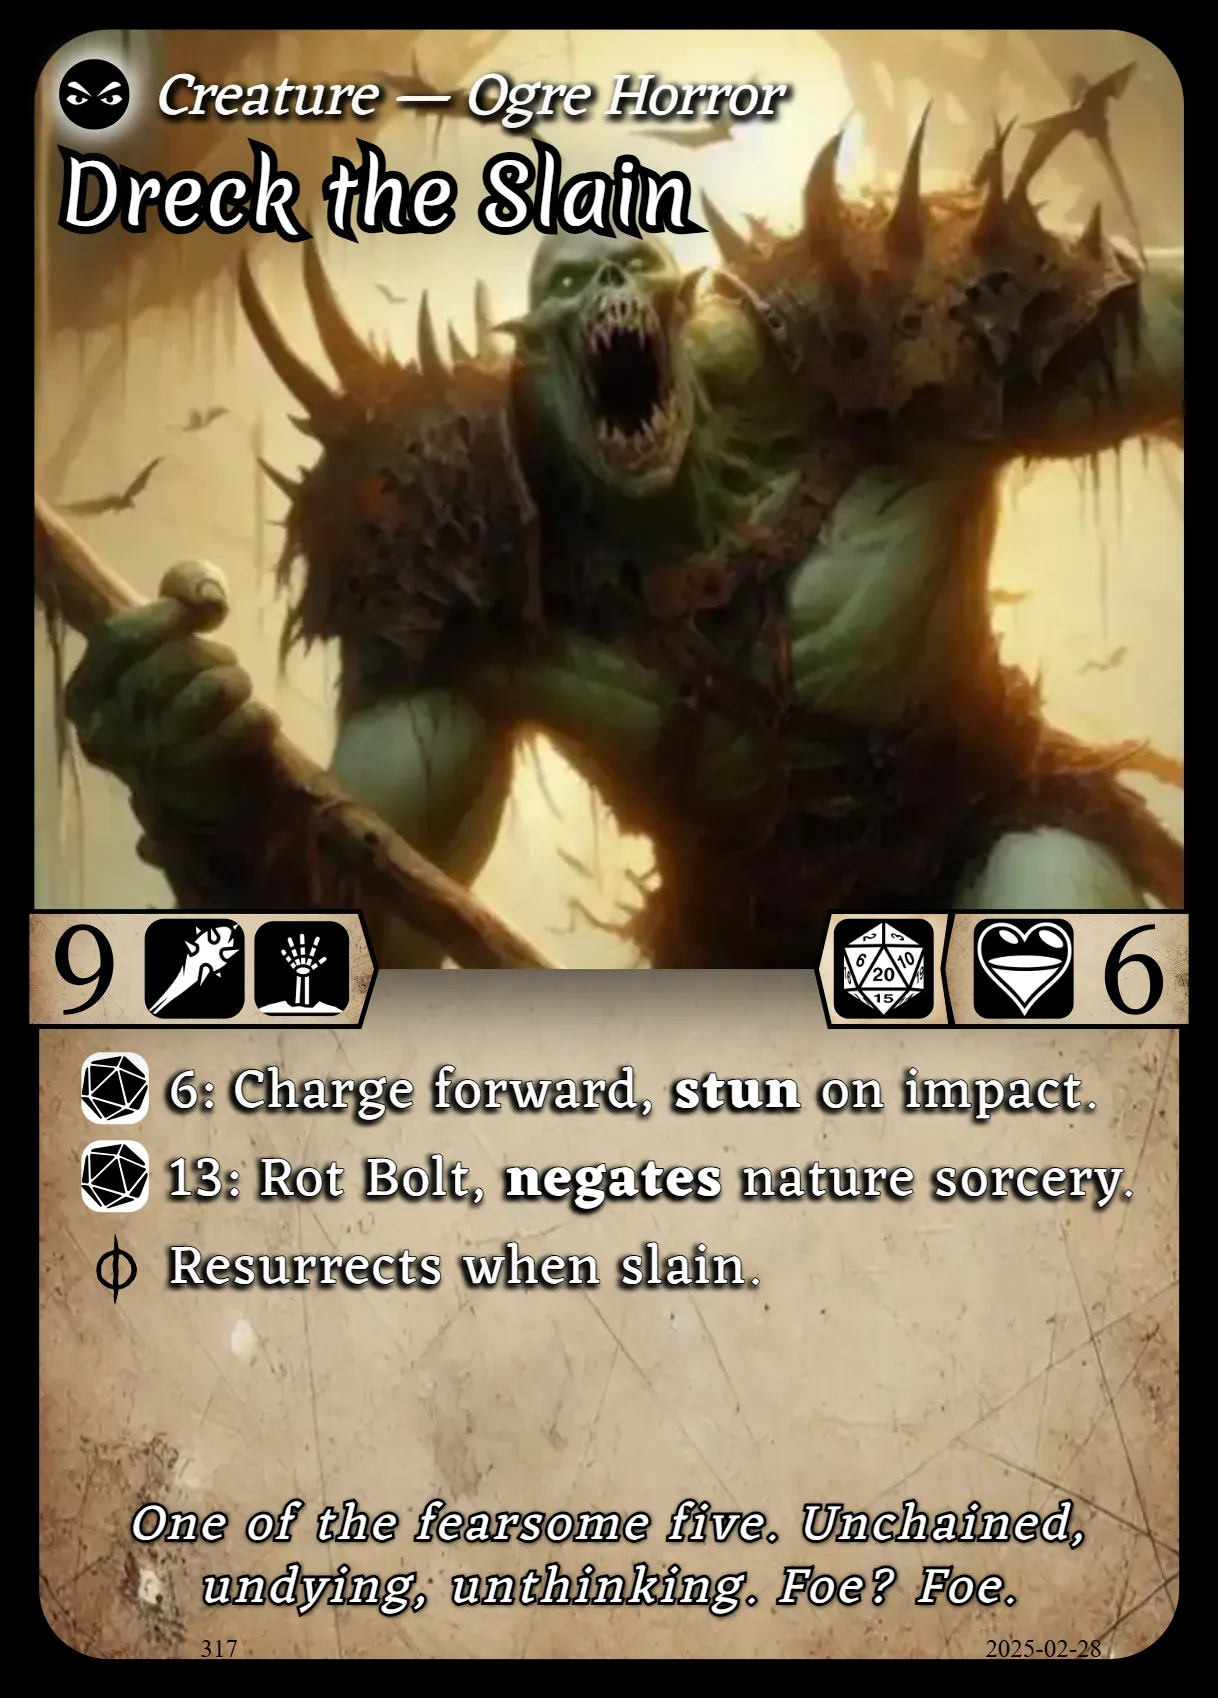 Creature — Ogre Horror
Dreck the Slain
9
2 3
6 20 10
15
6
6: Charge forward, stun on impact.
13: Rot Bolt, negates nature sorcery.
Resurrects when slain.
One of the fearsome five. Unchained,
undying, unthinking. Foe? Foe.
317 2025-02-28